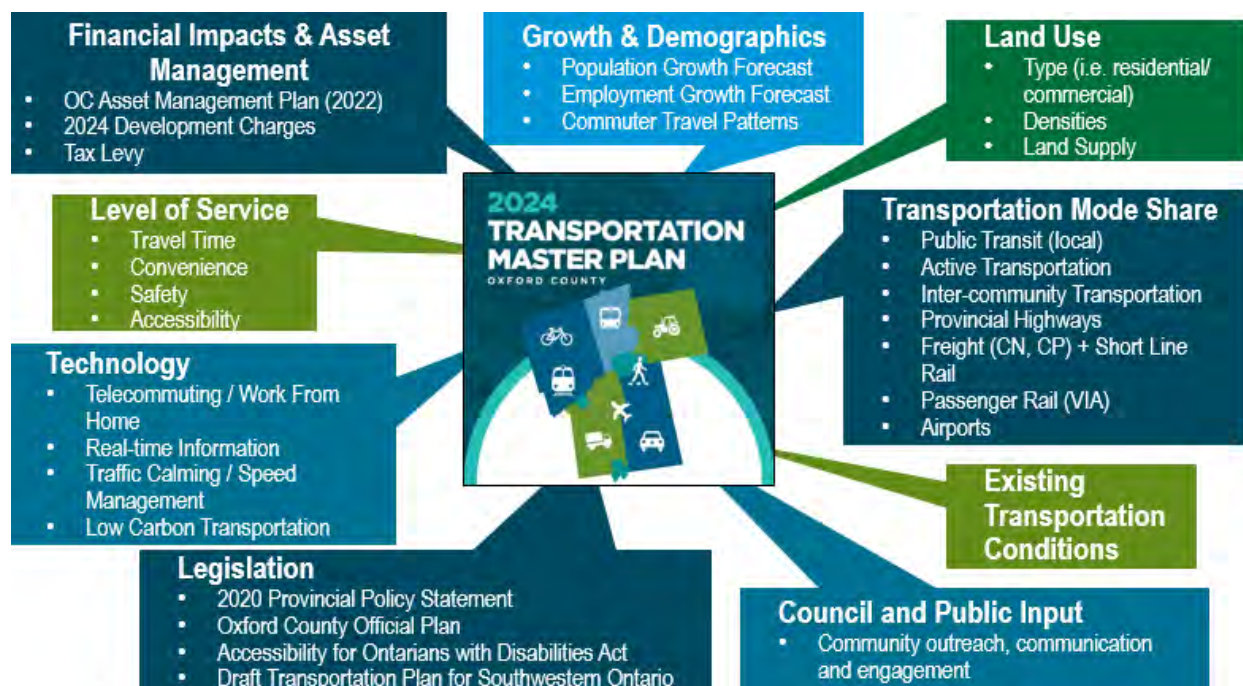 Financial Impacts & Asset
Management
• OC Asset Management Plan (2022)
• 2024 Development Charges
• Tax Levy
Growth & Demographics
• Population Growth Forecast
• Employment Growth Forecast
• Commuter Travel Patterns
Land Use
• Type (i.e. residential/
commercial)
• Densities
• Land Supply
Level of Service
• Travel Time
• Convenience
• Safety
• Accessibility
2024
TRANSPORTATION
MASTER PLAN
OXFORD COUNTY
Transportation Mode Share
• Public Transit (local)
• Active Transportation
• Inter-community Transportation
• Provincial Highways
• Freight (CN, CP) + Short Line
Rail
• Passenger Rail (VIA)
• Airports
Technology
• Telecommuting / Work From
Home
• Real-time Information
• Traffic Calming / Speed
Management
• Low Carbon Transportation
Existing
Transportation
Conditions
Legislation
• 2020 Provincial Policy Statement
• Oxford County Official Plan
• Accessibility for Ontarians with Disabilities Act
• Draft Transportation Plan for Southwestern Ontario
Council and Public Input
• Community outreach, communication
and engagement